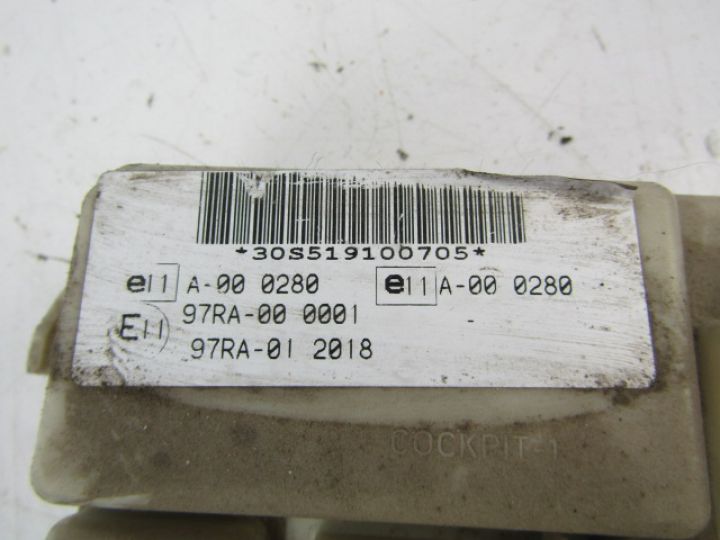 *30S519100705*
e11 A-00 0280 e11 A-00 0280
E11 97RA-00 0001
97RA-01 2018
COCKPIT-1